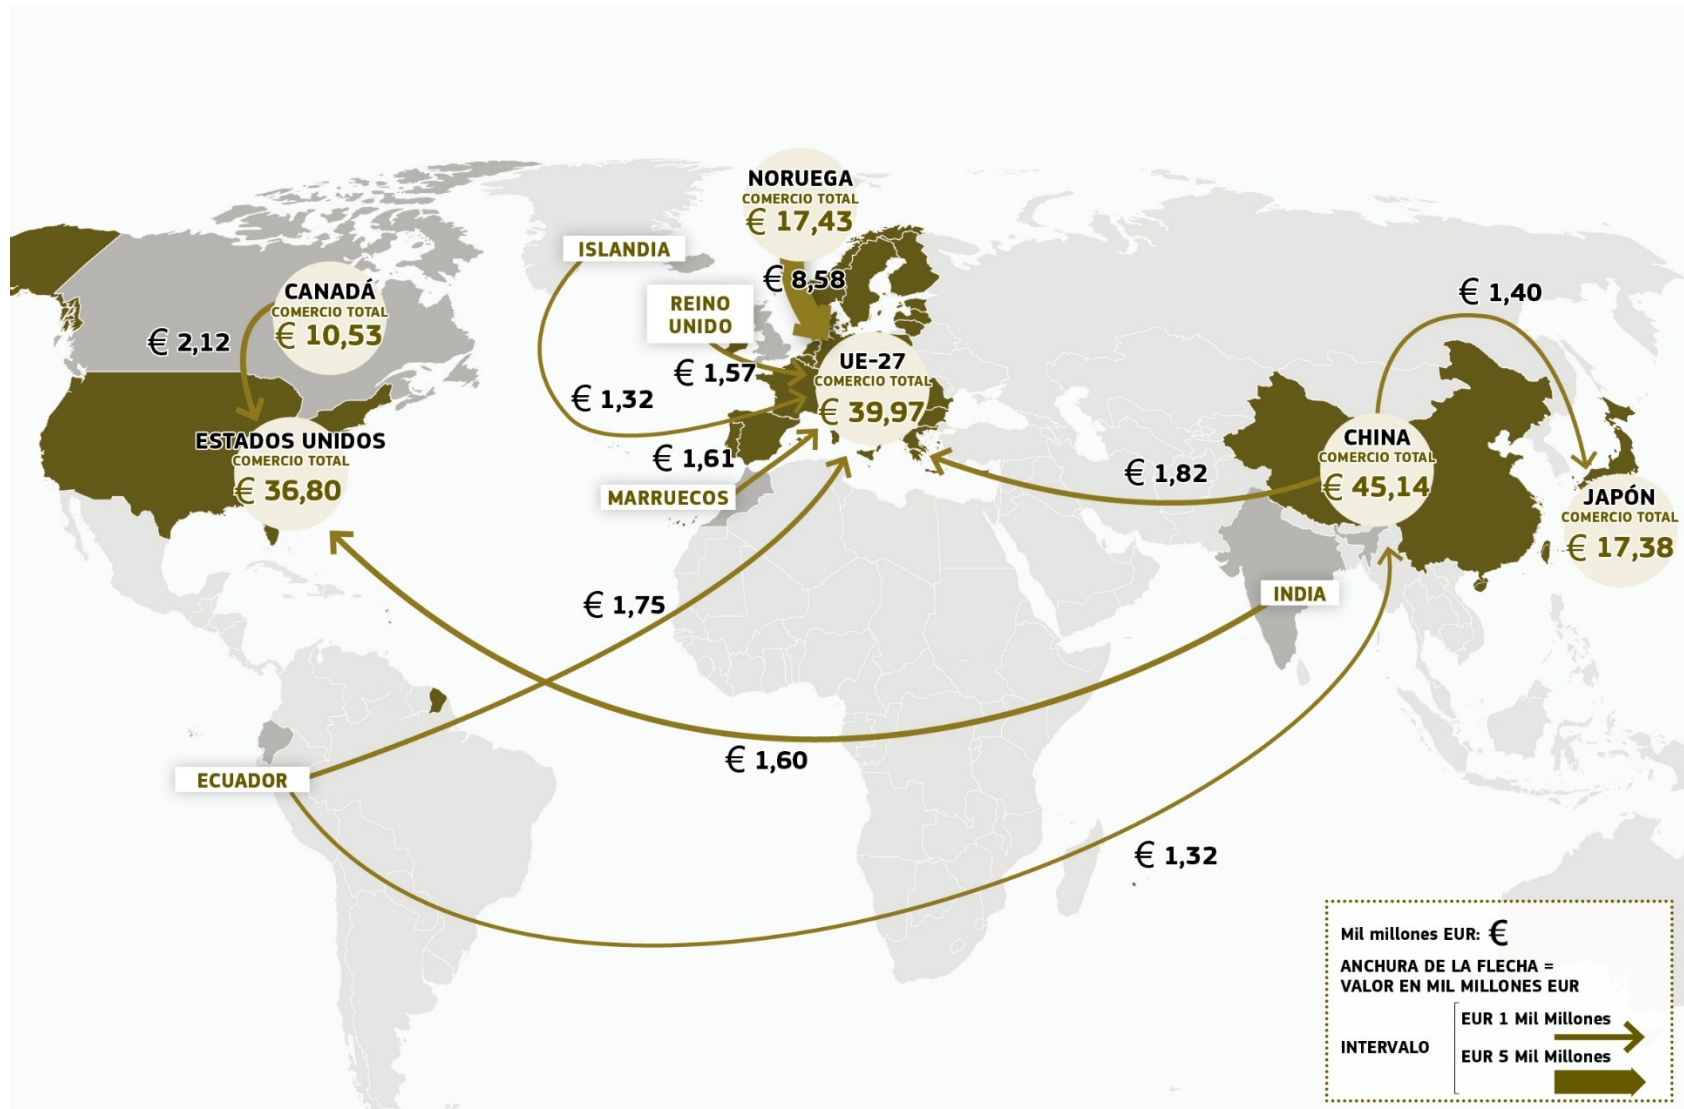 NORUEGA
COMERCIO TOTAL
€ 17,43
ISLANDIA
€ 8,58
CANADÁ
COMERCIO TOTAL
€ 10,53
€ 2,12
REINO
UNIDO
€ 1,57
€ 1,32
UE-27
COMERCIO TOTAL
€ 39,97
€ 1,40
ESTADOS UNIDOS
COMERCIO TOTAL
€ 36,80
€ 1,61
MARRUECOS
€ 1,82
CHINA
COMERCIO TOTAL
€ 45,14
JAPÓN
COMERCIO TOTAL
€ 17,38
€ 1,75
INDIA
€ 1,60
ECUADOR
€ 1,32
Mil millones EUR: €
ANCHURA DE LA FLECHA =
VALOR EN MIL MILLONES EUR
INTERVALO
EUR 1 Mil Millones
EUR 5 Mil Millones